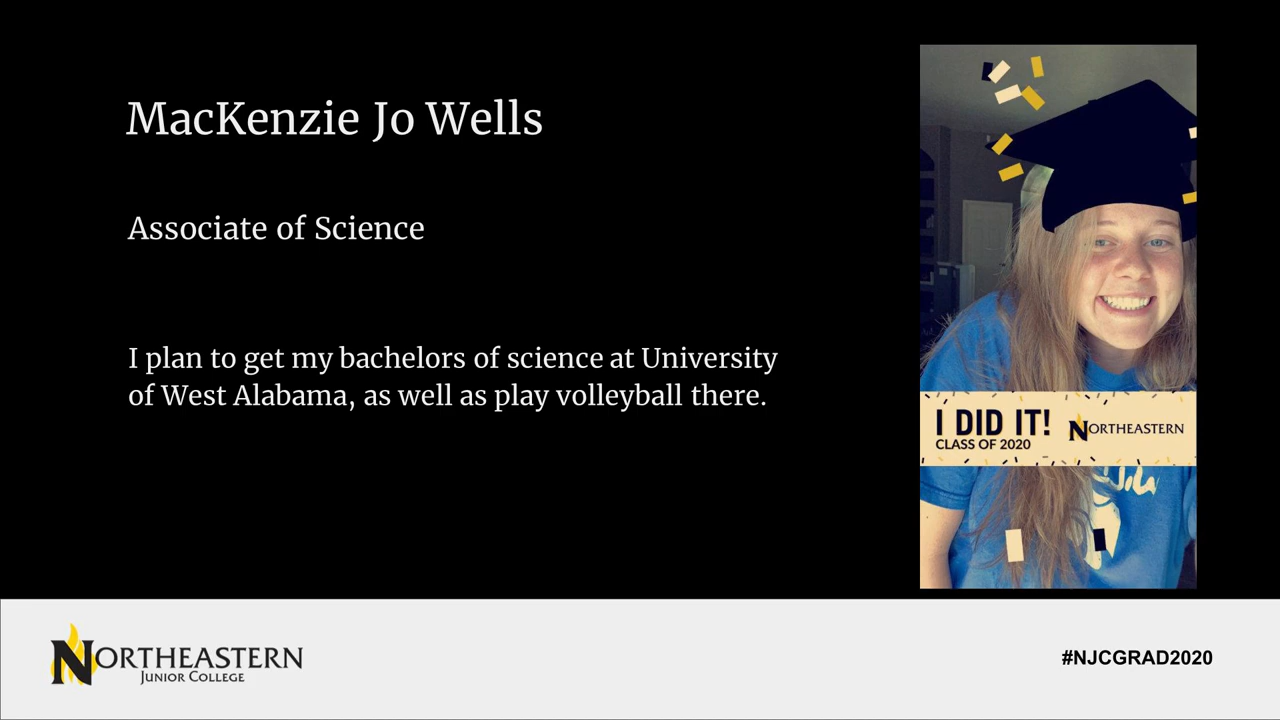 MacKenzie Jo Wells
Associate of Science
I plan to get my bachelors of science at University
of West Alabama, as well as play volleyball there.
I DID IT!
CLASS OF 2020
NORTHEASTERN
NORTHEASTERN
JUNIOR COLLEGE
#NJCGRAD2020